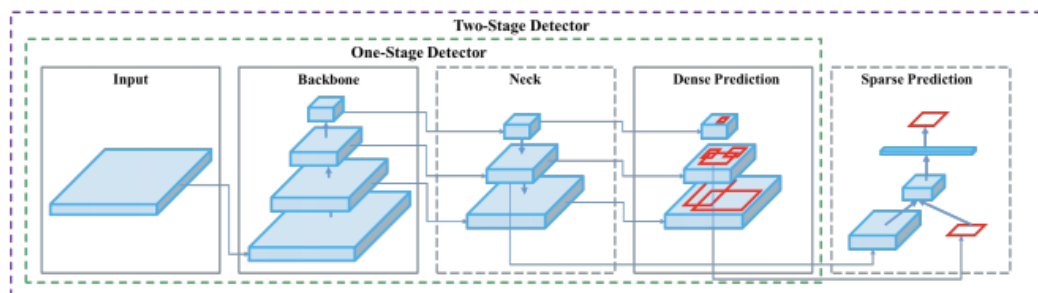 Two-Stage Detector
One-Stage Detector
Input
Backbone
Neck
Dense Prediction
Sparse Prediction